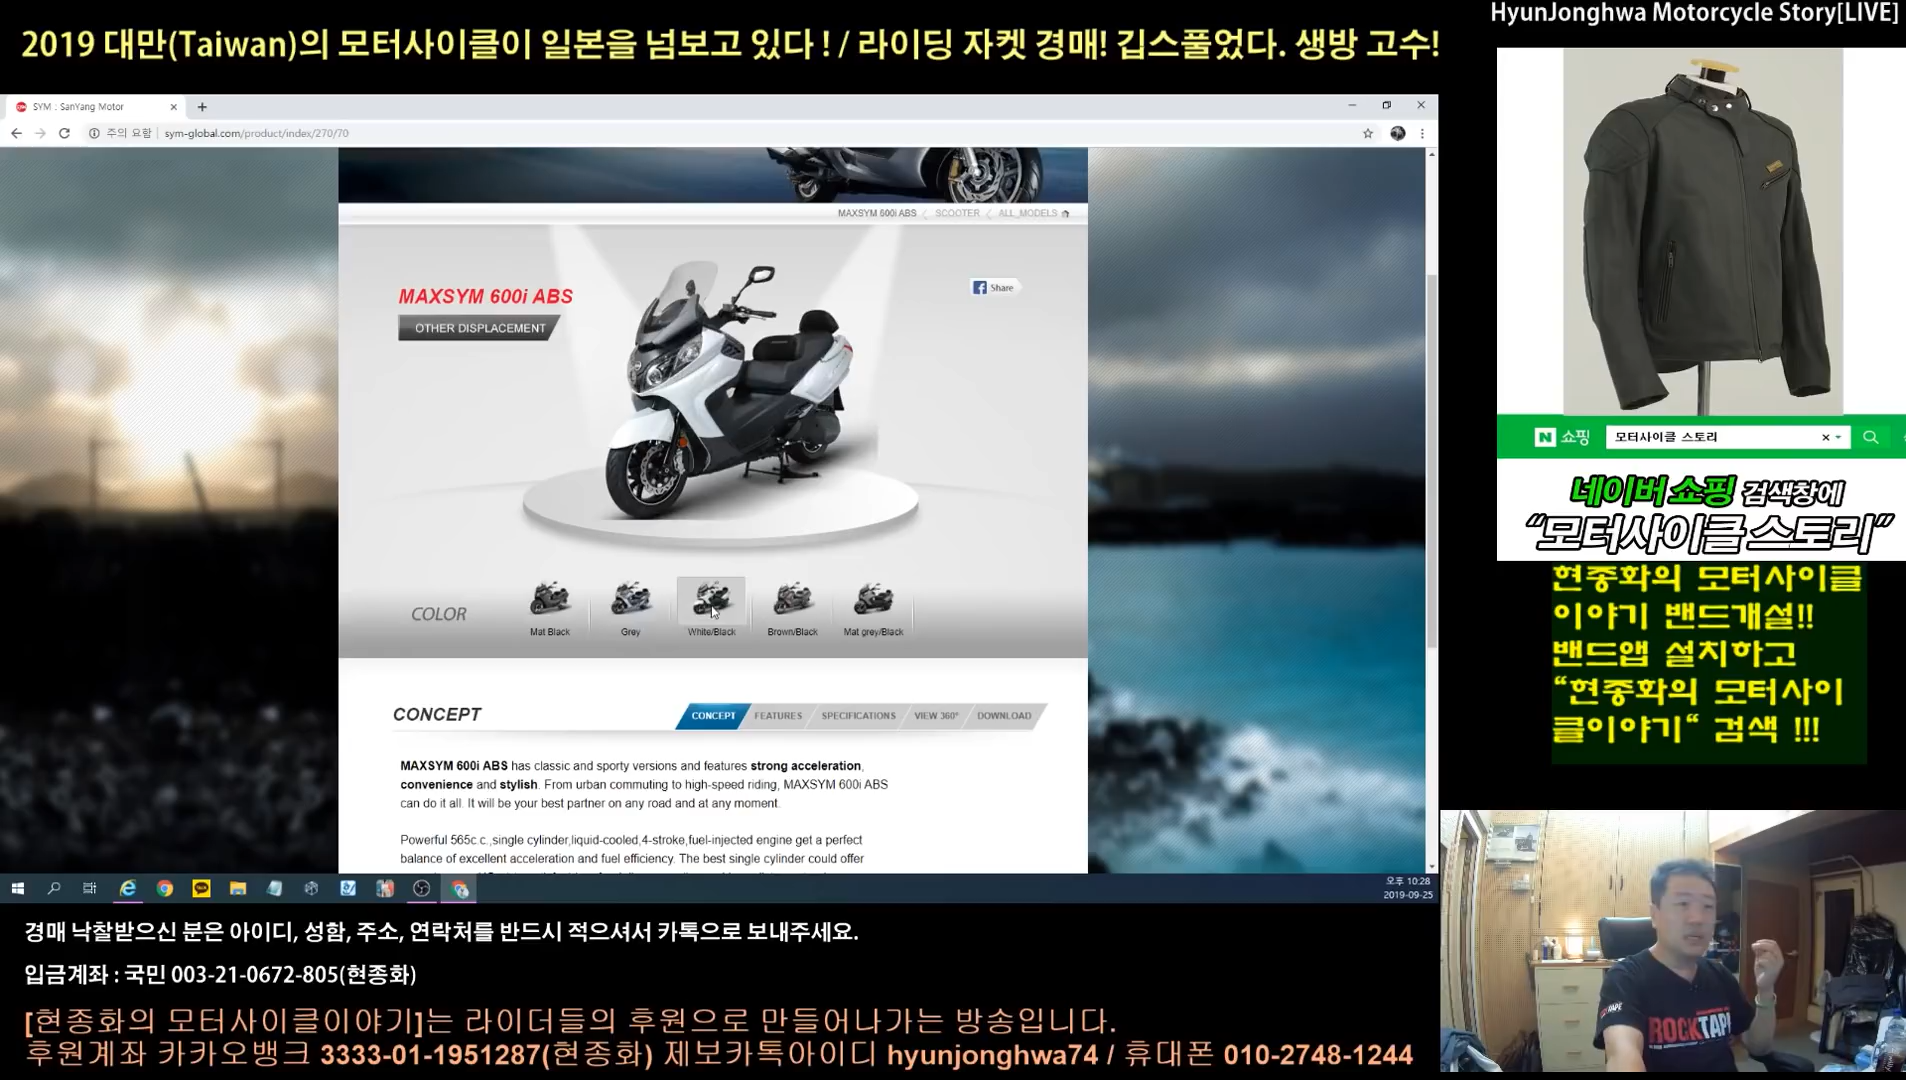 HyunJonghwa Motorcycle Story[LIVE]
2019 대만(Taiwan)의 모터사이클이 일본을 넘보고 있다 ! / 라이딩 자켓 경매! 깁스풀었다. 생방 고수!
SYM : SanYang Motor
주의 요함 | sym-global.com/product/index/270/70
MAXSYM 600i ABS SCOOTER ALL_MODELS
MAXSYM 600i ABS
OTHER DISPLACEMENT
Share
COLOR
Mat Black
Grey
White/Black
Brown/Black
Mat grey/Black
CONCEPT
CONCEPT FEATURES SPECIFICATIONS VIEW 360° DOWNLOAD
MAXSYM 600i ABS has classic and sporty versions and features strong acceleration,
convenience and stylish. From urban commuting to high-speed riding, MAXSYM 600i ABS
can do it all. It will be your best partner on any road and at any moment.
Powerful 565c.c.,single cylinder,liquid-cooled,4-stroke,fuel-injected engine get a perfect
balance of excellent acceleration and fuel efficiency. The best single cylinder could offer
오후 10:28
2019-09-25
N 쇼핑 모터사이클 스토리
네이버 쇼핑 검색창에
“모터사이클 스토리”
현종화의 모터사이클
이야기 밴드개설!!
밴드앱 설치하고
“현종화의 모터사이
클이야기“ 검색 !!!
ROCKTAPE
경매 낙찰받으신 분은 아이디, 성함, 주소, 연락처를 반드시 적으셔서 카톡으로 보내주세요.
입금계좌 : 국민 003-21-0672-805(현종화)
[현종화의 모터사이클이야기]는 라이더들의 후원으로 만들어나가는 방송입니다.
후원계좌 카카오뱅크 3333-01-1951287(현종화) 제보카톡아이디 hyunjonghwa74 / 휴대폰 010-2748-1244